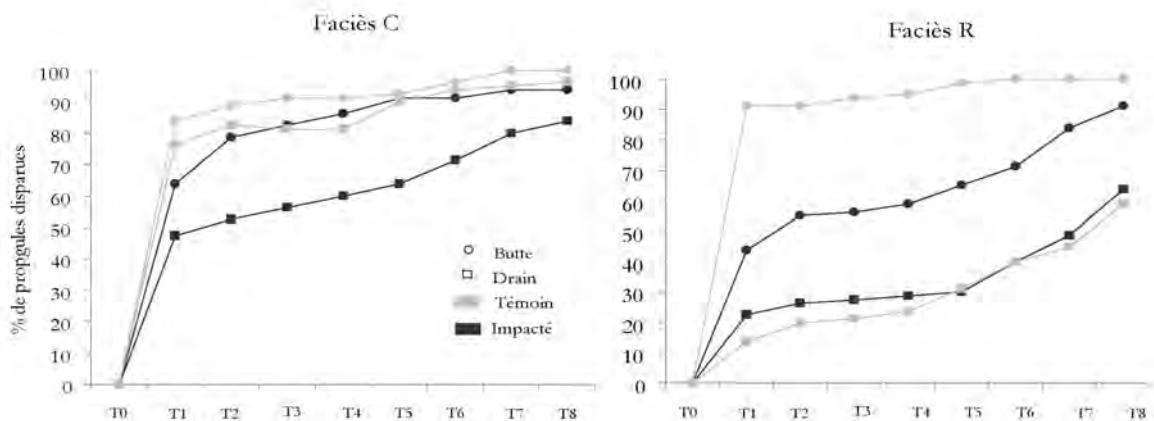 Faciès C
Faciès R
% de propgules disparues
100
90
80
70
60
50
40
30
20
10
0
T0 T1 T2 T3 T4 T5 T6 T7 T8
Butte
Drain
Témoin
Impacté
100
90
80
70
60
50
40
30
20
10
0
T0 T1 T2 T3 T4 T5 T6 T7 T8